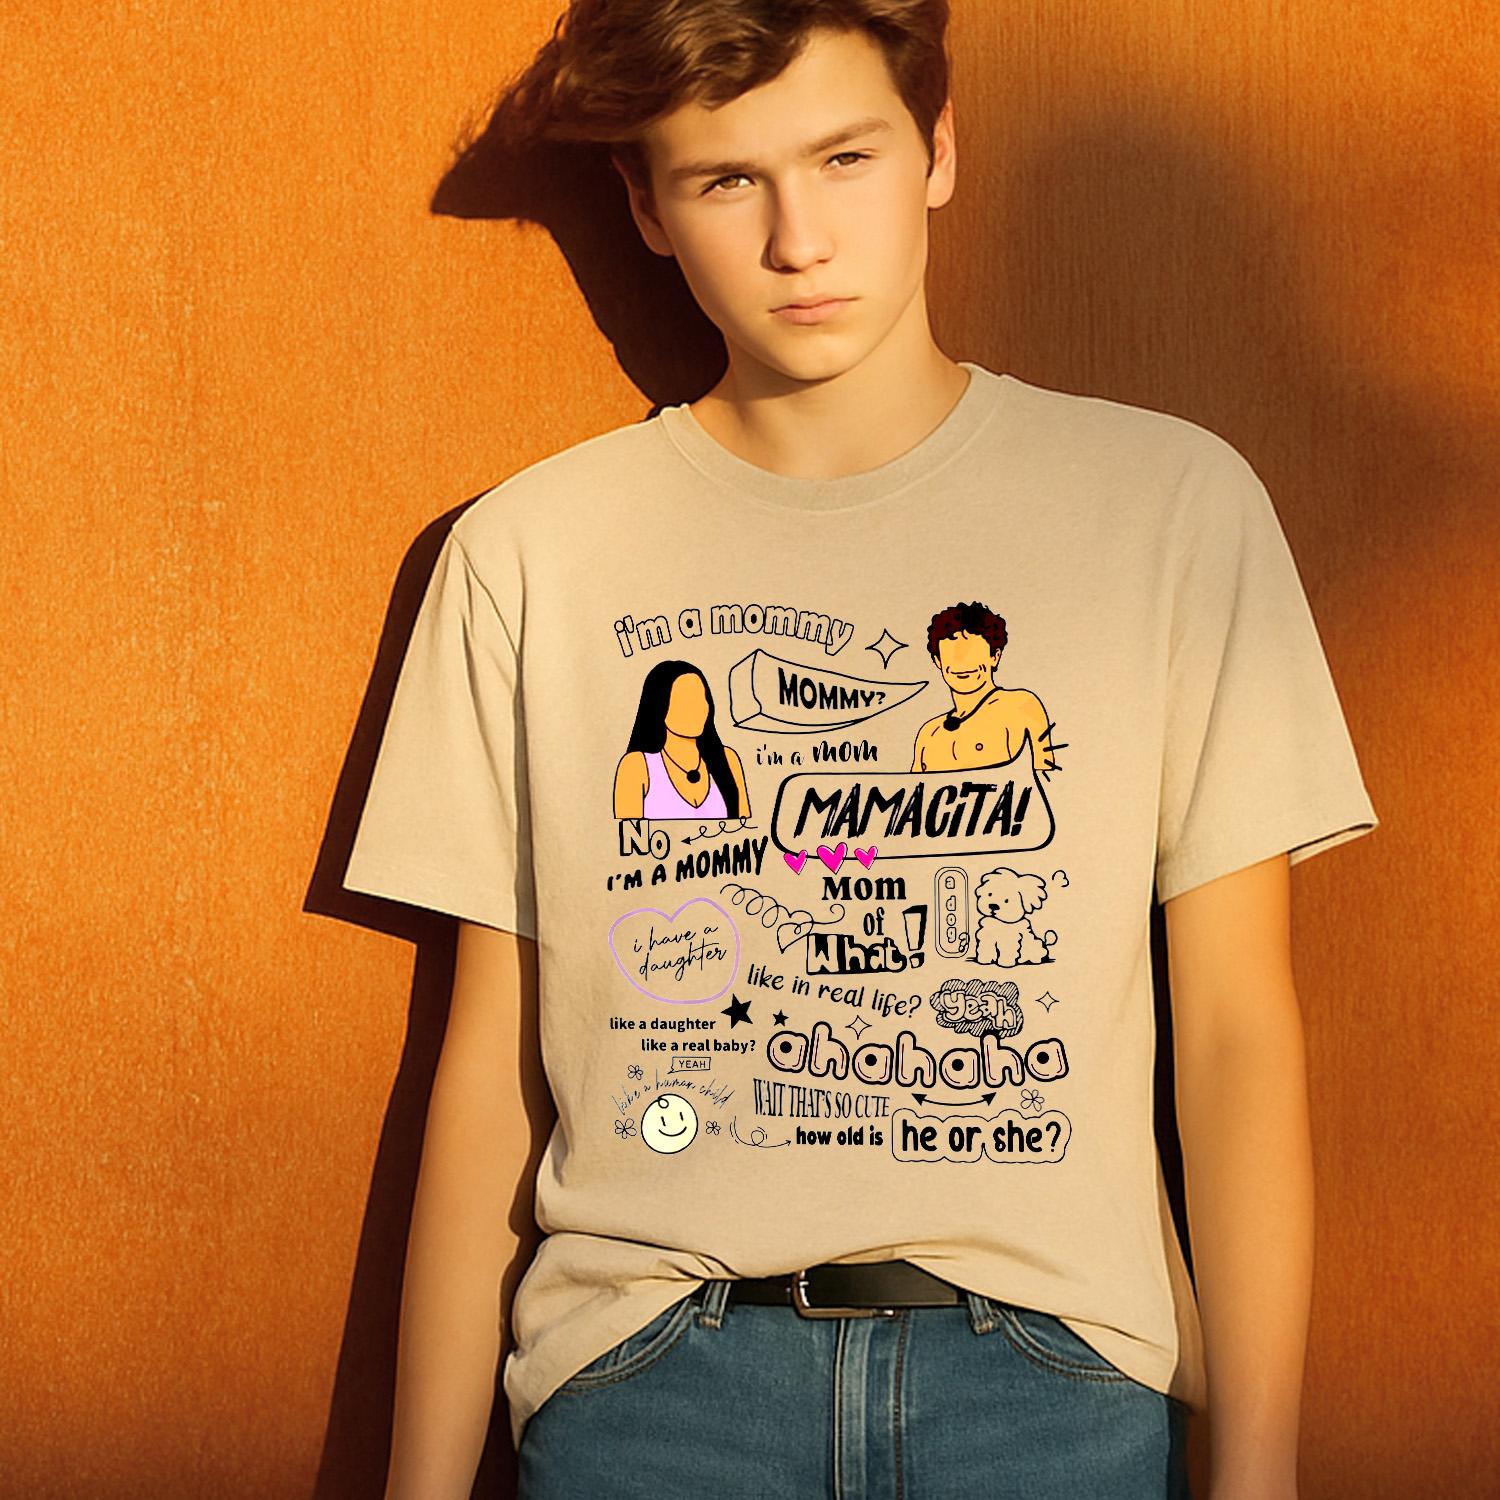 i'm a mommy
MOMMY?
i'm a mom
MAMACITA!
No
I'M A MOMMY
Mom
of
What!
a dog?
i have a
daughter
like in real life?
yeah
like a daughter
like a real baby?
YEAH
ahahaha
like a human child
WAIT THAT'S SO CUTE
how old is he or she?